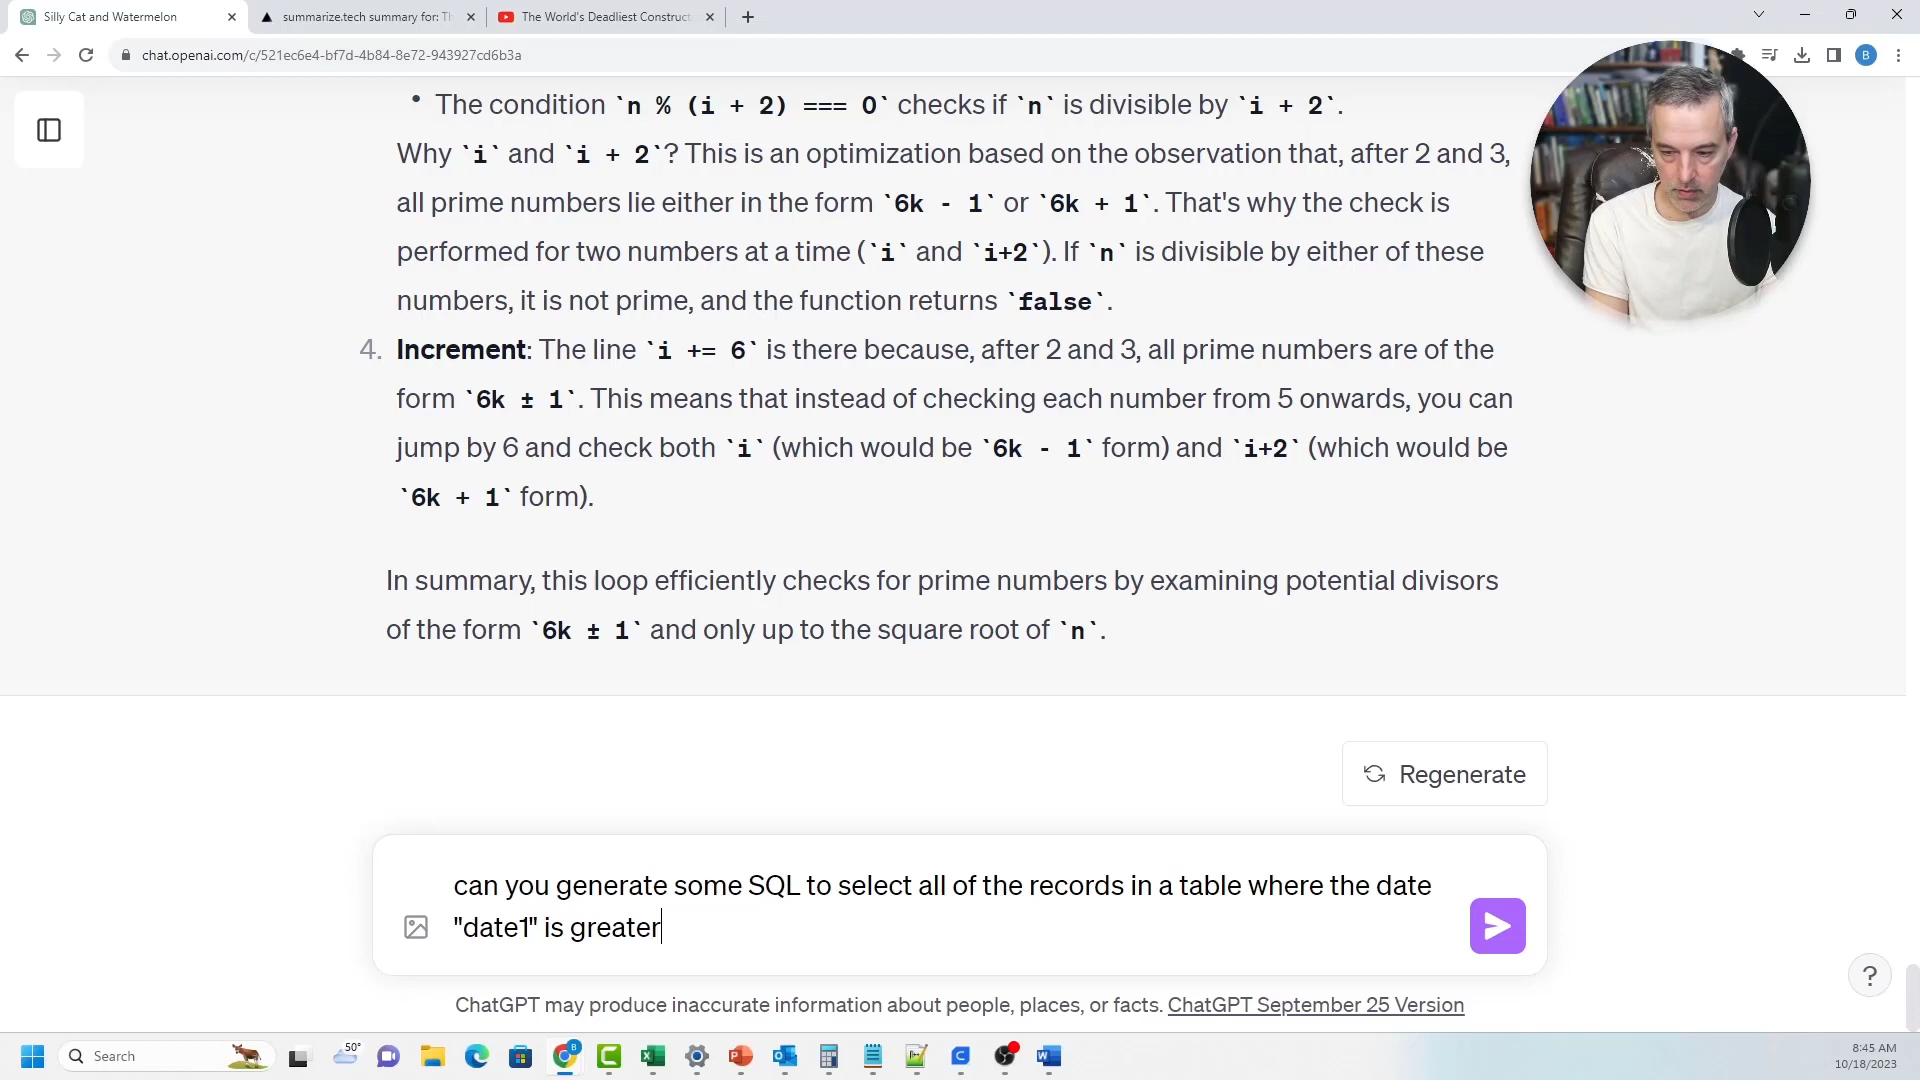 Silly Cat and Watermelon
summarize.tech summary for: Th
The World's Deadliest Construct
chat.openai.com/c/521ec6e4-bf7d-4b84-8e72-943927cd6b3a
B
• The condition `n % (i + 2) === 0` checks if `n` is divisible by `i + 2`.
Why `i` and `i + 2`? This is an optimization based on the observation that, after 2 and 3,
all prime numbers lie either in the form `6k - 1` or `6k + 1`. That's why the check is
performed for two numbers at a time (`i` and `i+2`). If `n` is divisible by either of these
numbers, it is not prime, and the function returns `false`.
4. Increment: The line `i += 6` is there because, after 2 and 3, all prime numbers are of the
form `6k ± 1`. This means that instead of checking each number from 5 onwards, you can
jump by 6 and check both `i` (which would be `6k - 1` form) and `i+2` (which would be
`6k + 1` form).
In summary, this loop efficiently checks for prime numbers by examining potential divisors
of the form `6k ± 1` and only up to the square root of `n`.
Regenerate
can you generate some SQL to select all of the records in a table where the date
"date1" is greater
?
ChatGPT may produce inaccurate information about people, places, or facts. ChatGPT September 25 Version
Search
50°
8:45 AM
10/18/2023